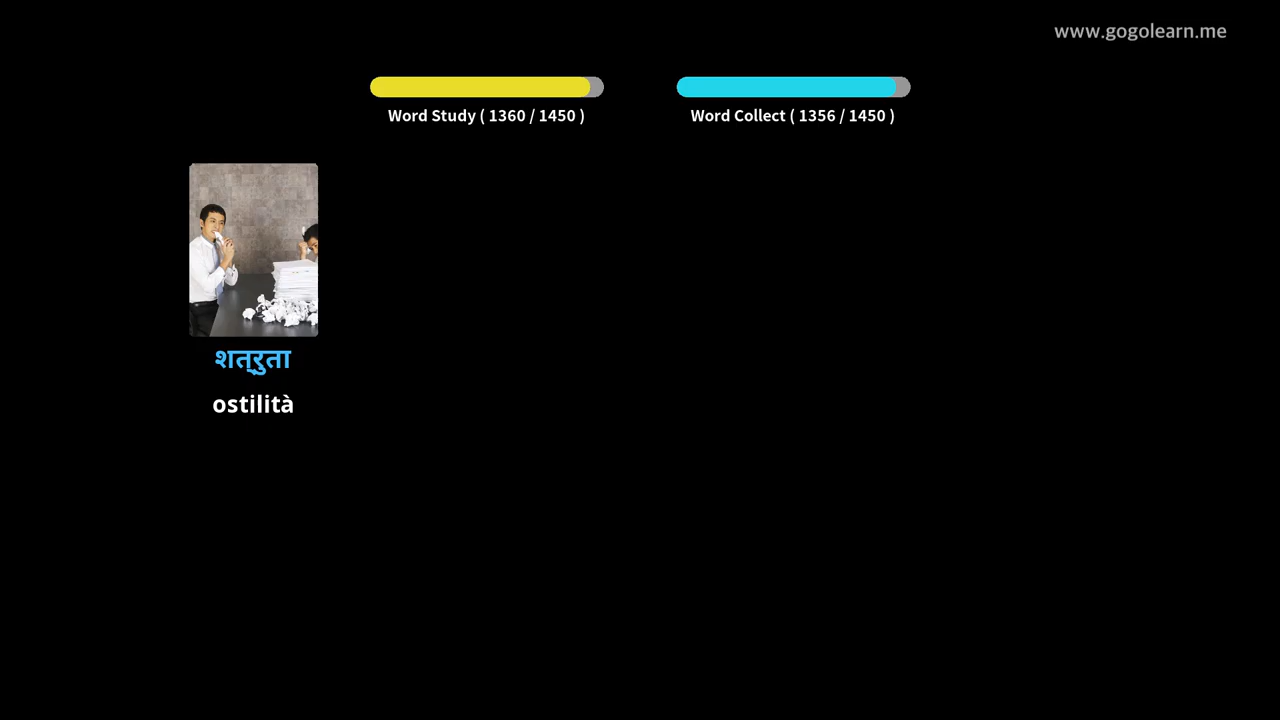 www.gogolearn.me
Word Study ( 1360 / 1450 )
Word Collect ( 1356 / 1450 )
शत्रुता
ostilità